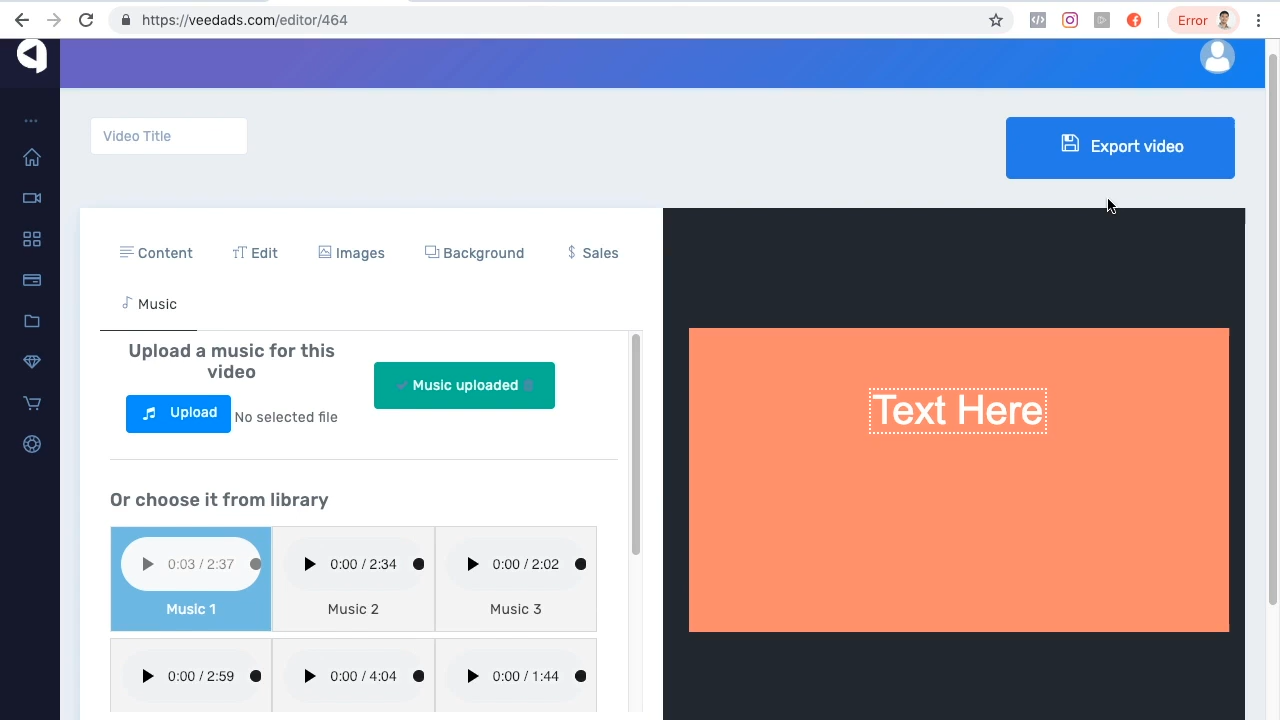 https://veedads.com/editor/464
Error
Video Title
Export video
Content
Edit
Images
Background
$ Sales
Music
Upload a music for this
video
Upload
No selected file
Music uploaded
Or choose it from library
0:03 / 2:37
0:00 / 2:34
0:00 / 2:02
Music 1
Music 2
Music 3
0:00 / 2:59
0:00 / 4:04
0:00 / 1:44
Text Here